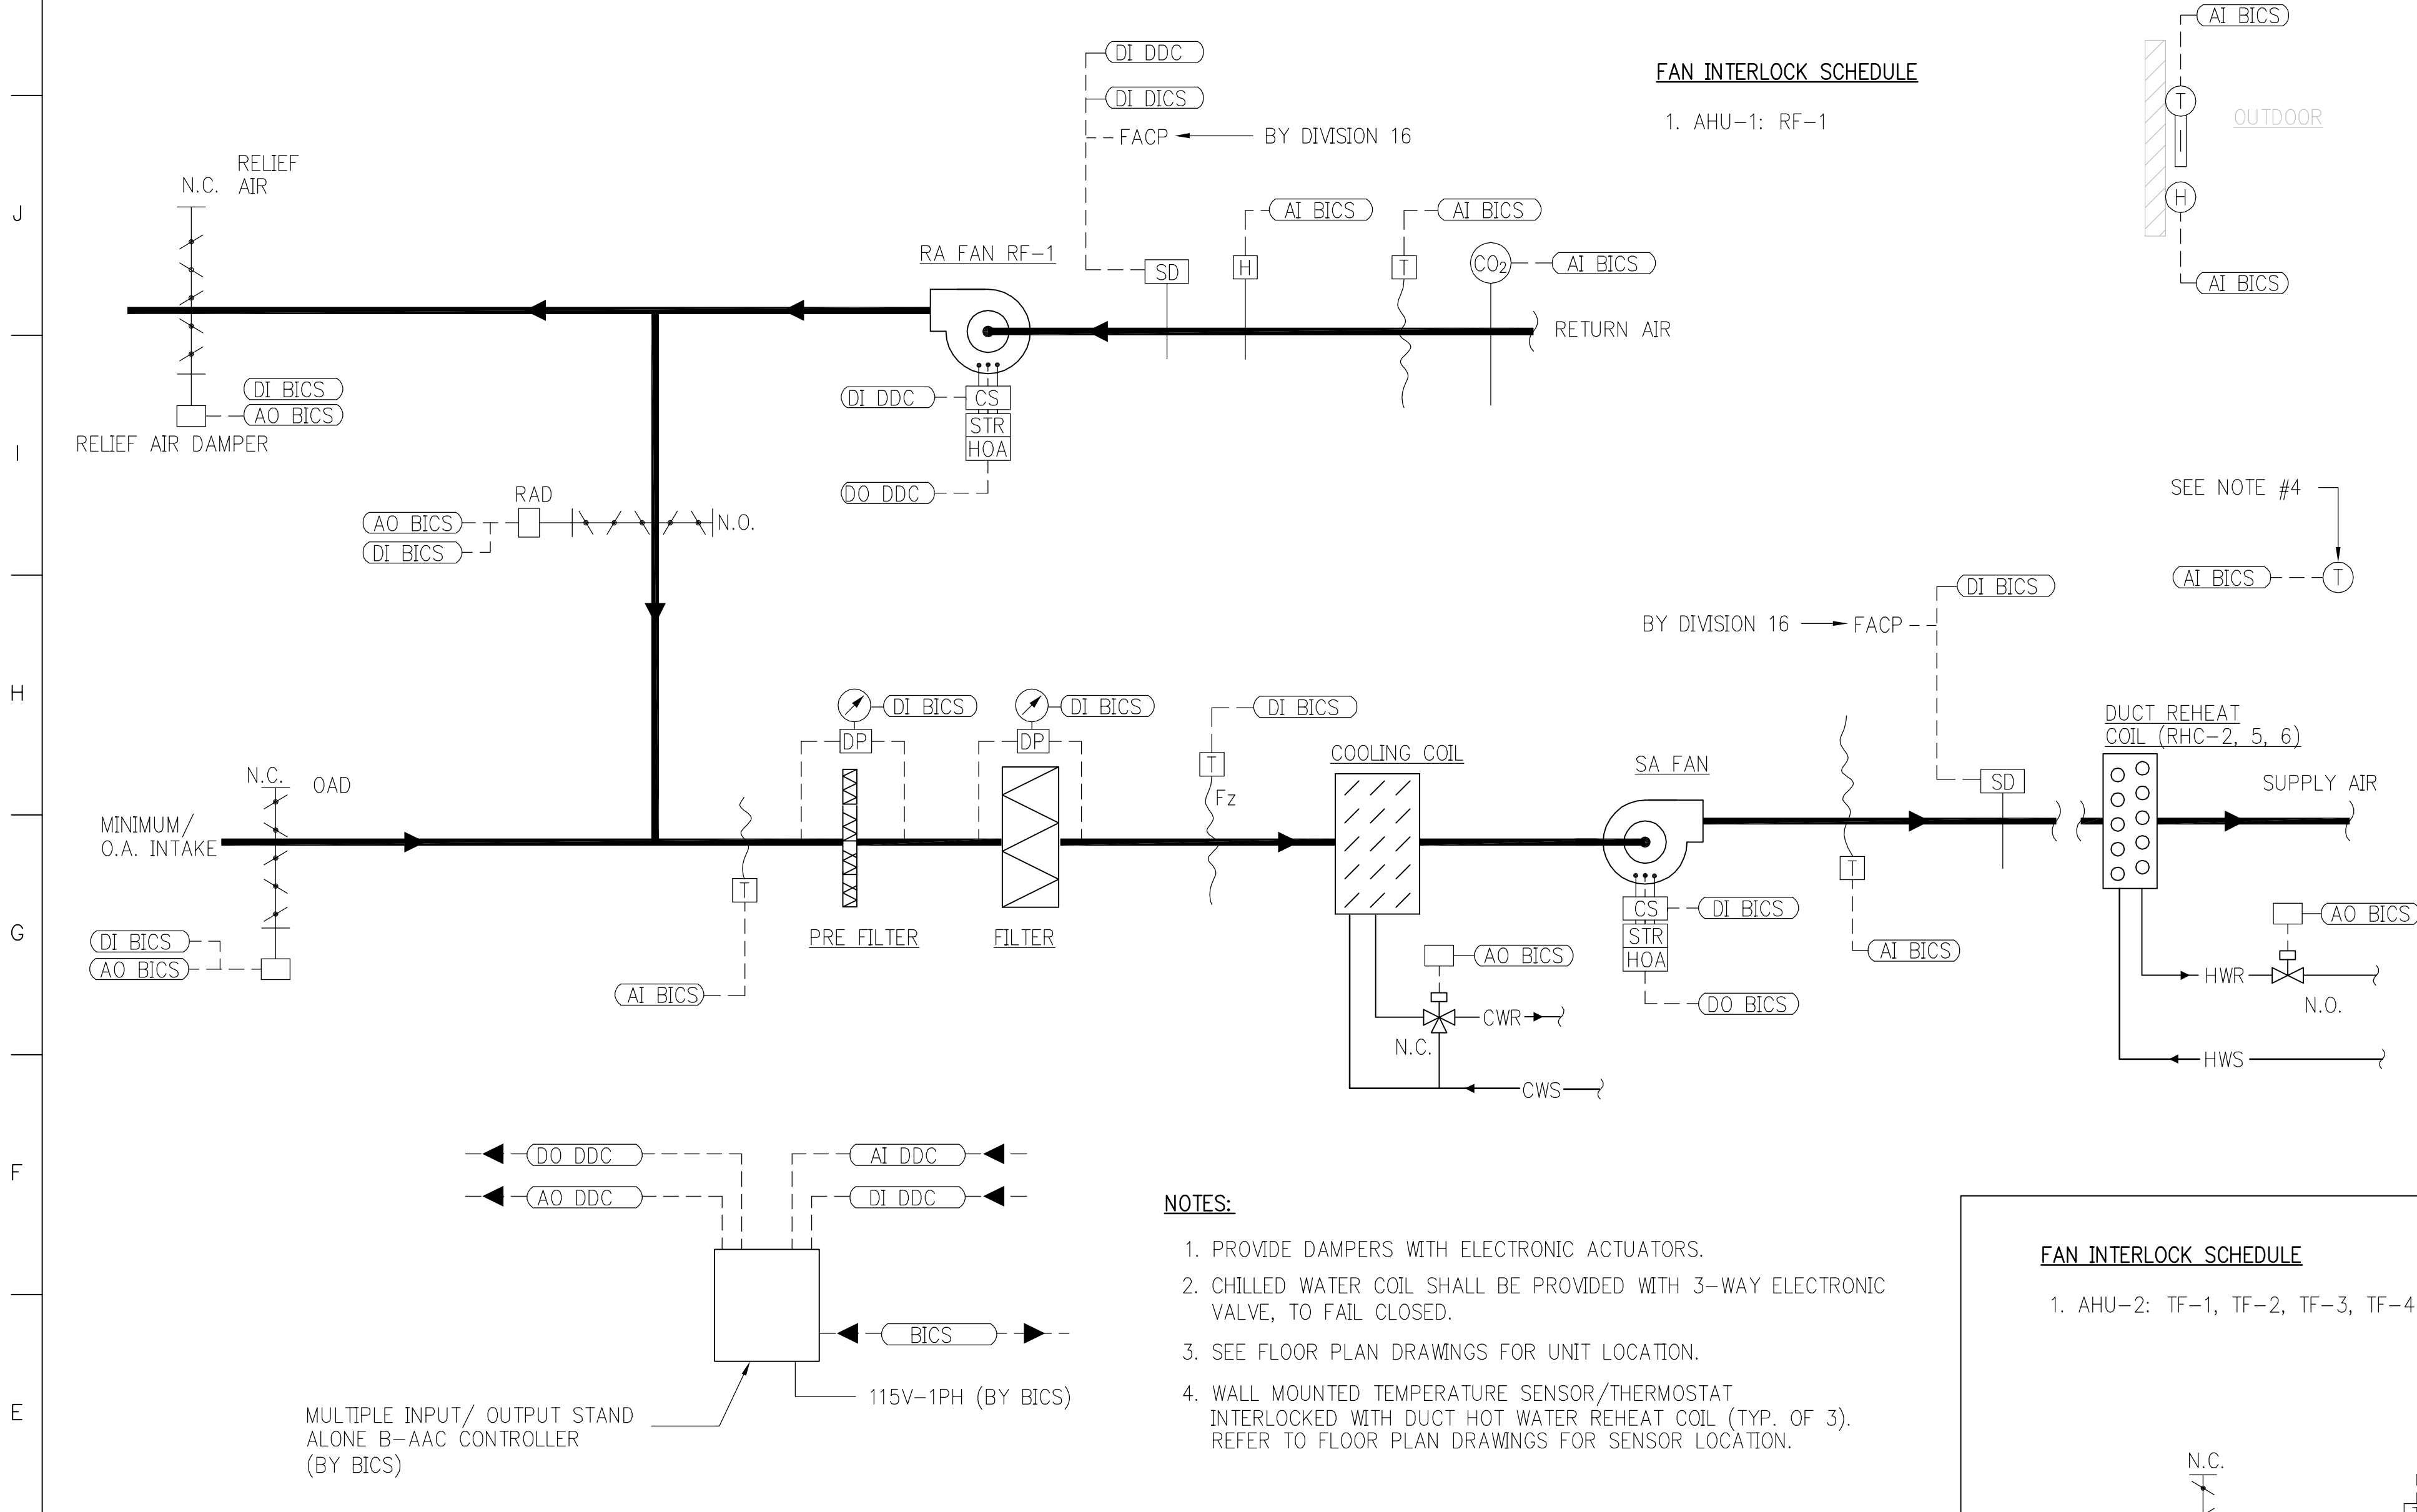 AI BICS
DI DDC
FAN INTERLOCK SCHEDULE
DI DICS
T
OUTDOOR
1. AHU-1: RF-1
FACP
BY DIVISION 16
RELIEF
AIR
N.C.
H
J
AI BICS
AI BICS
RA FAN RF-1
SD
H
T
CO2
AI BICS
AI BICS
RETURN AIR
DI BICS
AO BICS
RELIEF AIR DAMPER
DI DDC
CS
STR
HOA
DO DDC
I
SEE NOTE #4
RAD
AO BICS
DI BICS
N.O.
AI BICS
T
DI BICS
BY DIVISION 16
FACP
H
DI BICS
DI BICS
DI BICS
DP
DP
T
Fz
COOLING COIL
SA FAN
DUCT REHEAT
COIL (RHC-2, 5, 6)
SD
SUPPLY AIR
N.C.
OAD
MINIMUM/
O.A. INTAKE
T
T
G
DI BICS
AO BICS
PRE FILTER
FILTER
AI BICS
AO BICS
CWR
N.C.
CWS
CS
STR
HOA
DI BICS
DO BICS
AI BICS
AO BICS
HWR
N.O.
HWS
F
DO DDC
AI DDC
AO DDC
DI DDC
BICS
115V-1PH (BY BICS)
MULTIPLE INPUT/ OUTPUT STAND
ALONE B-AAC CONTROLLER
(BY BICS)
E
NOTES:
1. PROVIDE DAMPERS WITH ELECTRONIC ACTUATORS.
2. CHILLED WATER COIL SHALL BE PROVIDED WITH 3-WAY ELECTRONIC
VALVE, TO FAIL CLOSED.
3. SEE FLOOR PLAN DRAWINGS FOR UNIT LOCATION.
4. WALL MOUNTED TEMPERATURE SENSOR/THERMOSTAT
INTERLOCKED WITH DUCT HOT WATER REHEAT COIL (TYP. OF 3).
REFER TO FLOOR PLAN DRAWINGS FOR SENSOR LOCATION.
FAN INTERLOCK SCHEDULE
1. AHU-2: TF-1, TF-2, TF-3, TF-4
N.C.